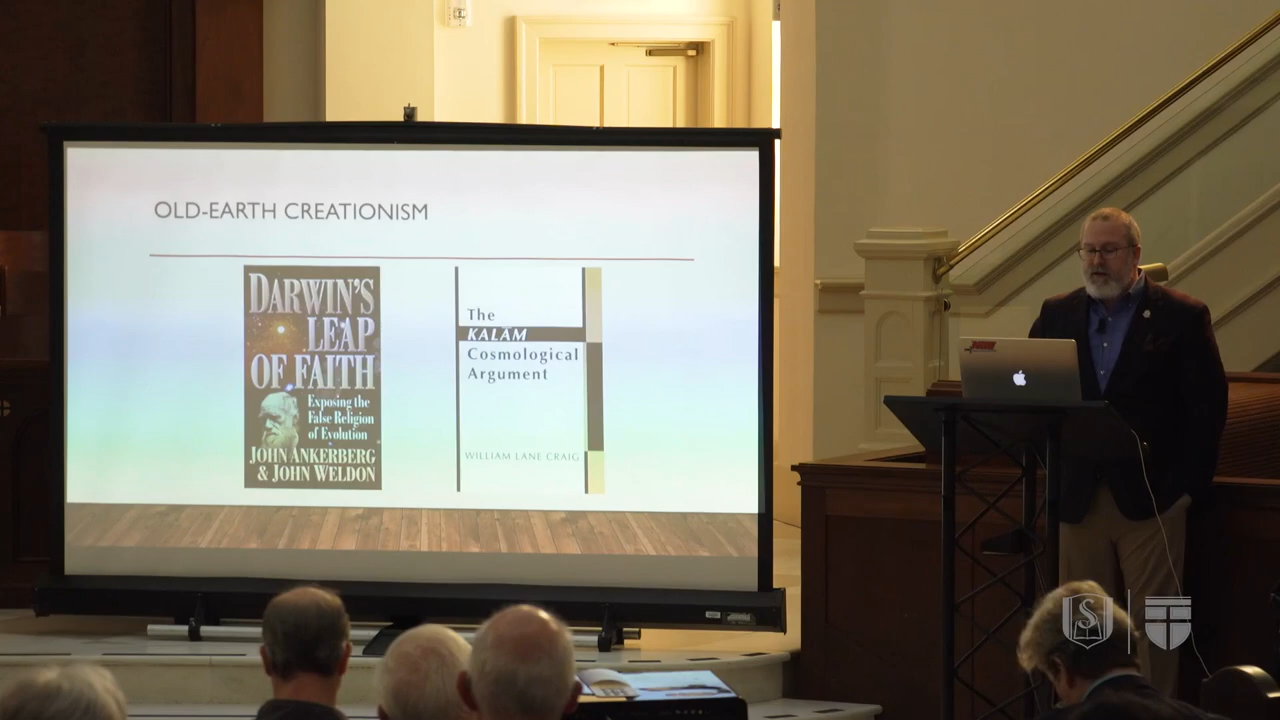 OLD-EARTH CREATIONISM
DARWIN'S
LEAP
OF FAITH
Exposing the
False Religion
of Evolution
JOHN ANKERBERG
& JOHN WELDON
The
KALĀM
Cosmological
Argument
WILLIAM LANE CRAIG